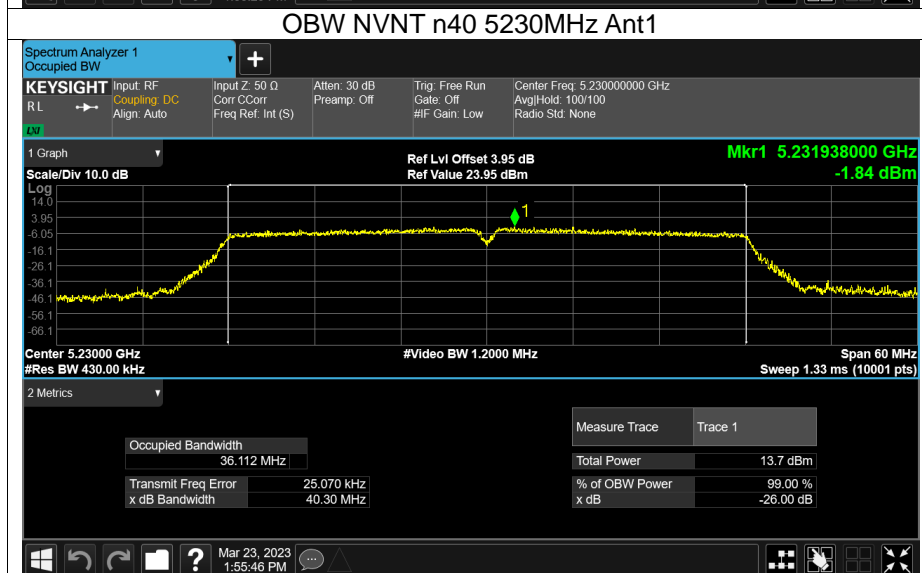 OBW NVNT n40 5230MHz Ant1
Spectrum Analyzer 1
Occupied BW
+
KEYSIGHT
RL
LXI
Input: RF
Coupling: DC
Align: Auto
Input Z: 50 Ω
Corr CCorr
Freq Ref: Int (S)
Atten: 30 dB
Preamp: Off
Trig: Free Run
Gate: Off
#IF Gain: Low
Center Freq: 5.230000000 GHz
Avg|Hold: 100/100
Radio Std: None
1 Graph
Scale/Div 10.0 dB
Ref Lvl Offset 3.95 dB
Ref Value 23.95 dBm
Mkr1 5.231938000 GHz
-1.84 dBm
Log
14.0
3.95
-6.05
-16.1
-26.1
-36.1
-46.1
-56.1
-66.1
1
Center 5.23000 GHz
#Res BW 430.00 kHz
#Video BW 1.2000 MHz
Span 60 MHz
Sweep 1.33 ms (10001 pts)
2 Metrics
Measure Trace Trace 1
Occupied Bandwidth
36.112 MHz
Total Power 13.7 dBm
Transmit Freq Error 25.070 kHz
% of OBW Power 99.00 %
x dB Bandwidth 40.30 MHz
x dB -26.00 dB
?
Mar 23, 2023
1:55:46 PM